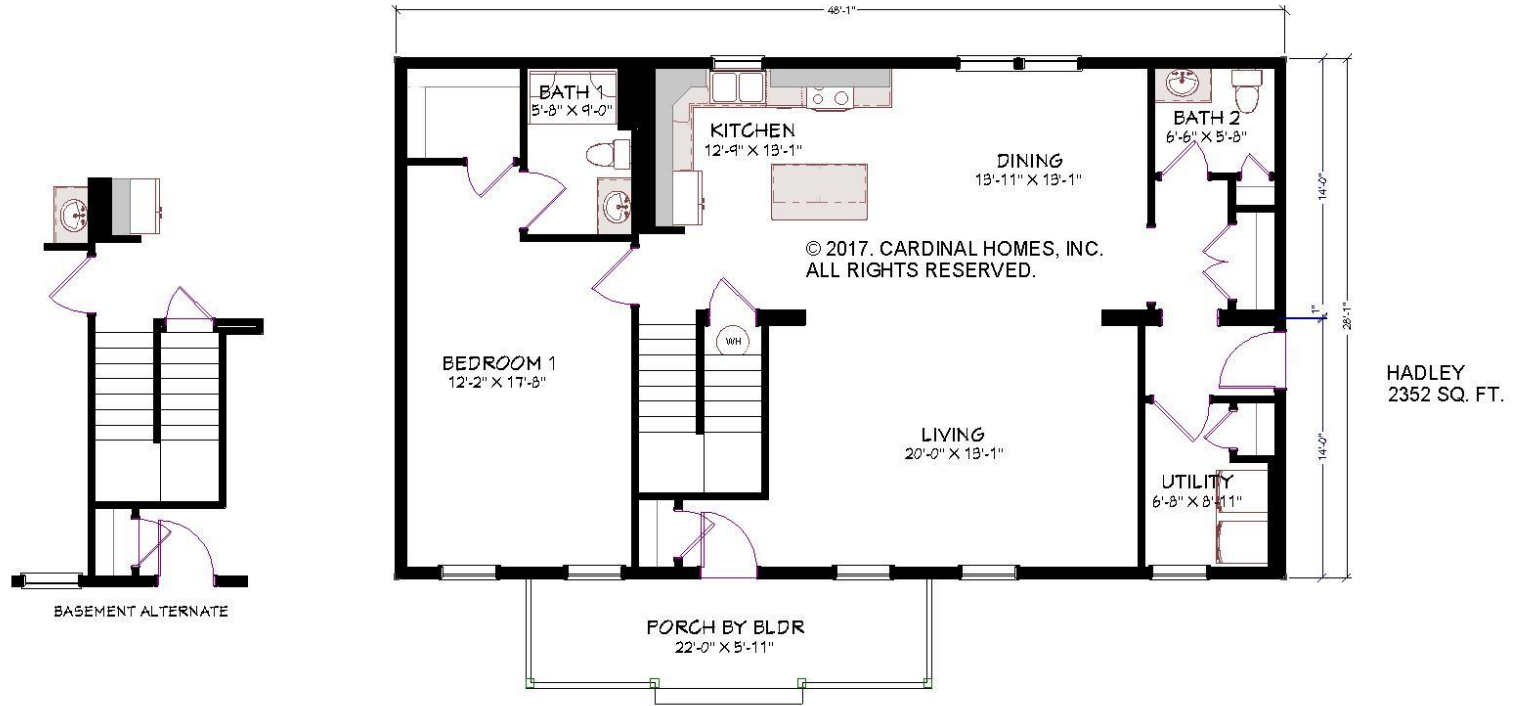 48'-1"
BATH 1
5'-8" X 9'-0"
KITCHEN
12'-9" X 13'-1"
DINING
13'-11" X 13'-1"
BATH 2
6'-6" X 5'-8"
14'-0"
© 2017. CARDINAL HOMES, INC.
ALL RIGHTS RESERVED.
1"
28'-1"
WH
BEDROOM 1
12'-2" X 17'-8"
HADLEY
2352 SQ. FT.
LIVING
20'-0" X 13'-1"
14'-0"
UTILITY
6'-8" X 8'-11"
BASEMENT ALTERNATE
PORCH BY BLDR
22'-0" X 5'-11"